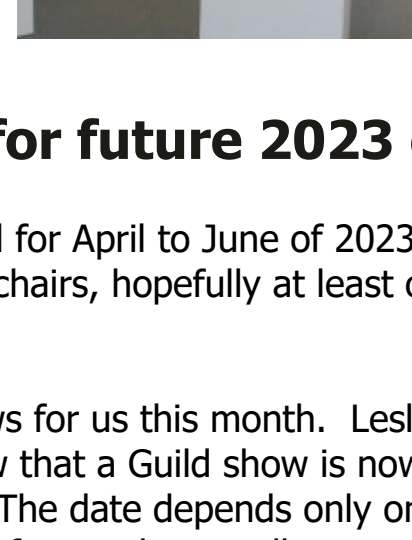 for future 2023
for April to June of 2023
chairs, hopefully at least
for us this month. Lesl
that a Guild show is now
The date depends only on